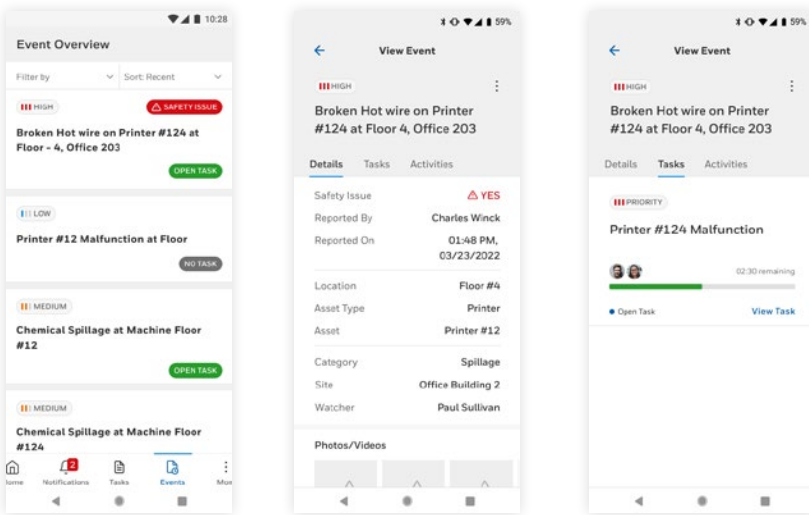 10:28
Event Overview
Filter by
Sort: Recent
HIGH
SAFETY ISSUE
Broken Hot wire on Printer #124 at
Floor - 4, Office 203
OPEN TASK
LOW
Printer #12 Malfunction at Floor
NO TASK
MEDIUM
Chemical Spillage at Machine Floor
#12
OPEN TASK
MEDIUM
Chemical Spillage at Machine Floor
#124
2
Home Notifications Tasks Events Mor
59%
View Event
HIGH
Broken Hot wire on Printer
#124 at Floor 4, Office 203
Details Tasks Activities
Safety Issue YES
Reported By Charles Winck
Reported On 01:48 PM,
03/23/2022
Location Floor #4
Asset Type Printer
Asset Printer #12
Category Spillage
Site Office Building 2
Watcher Paul Sullivan
Photos/Videos
59%
View Event
HIGH
Broken Hot wire on Printer
#124 at Floor 4, Office 203
Details Tasks Activities
PRIORITY
Printer #124 Malfunction
02:30 remaining
Open Task View Task